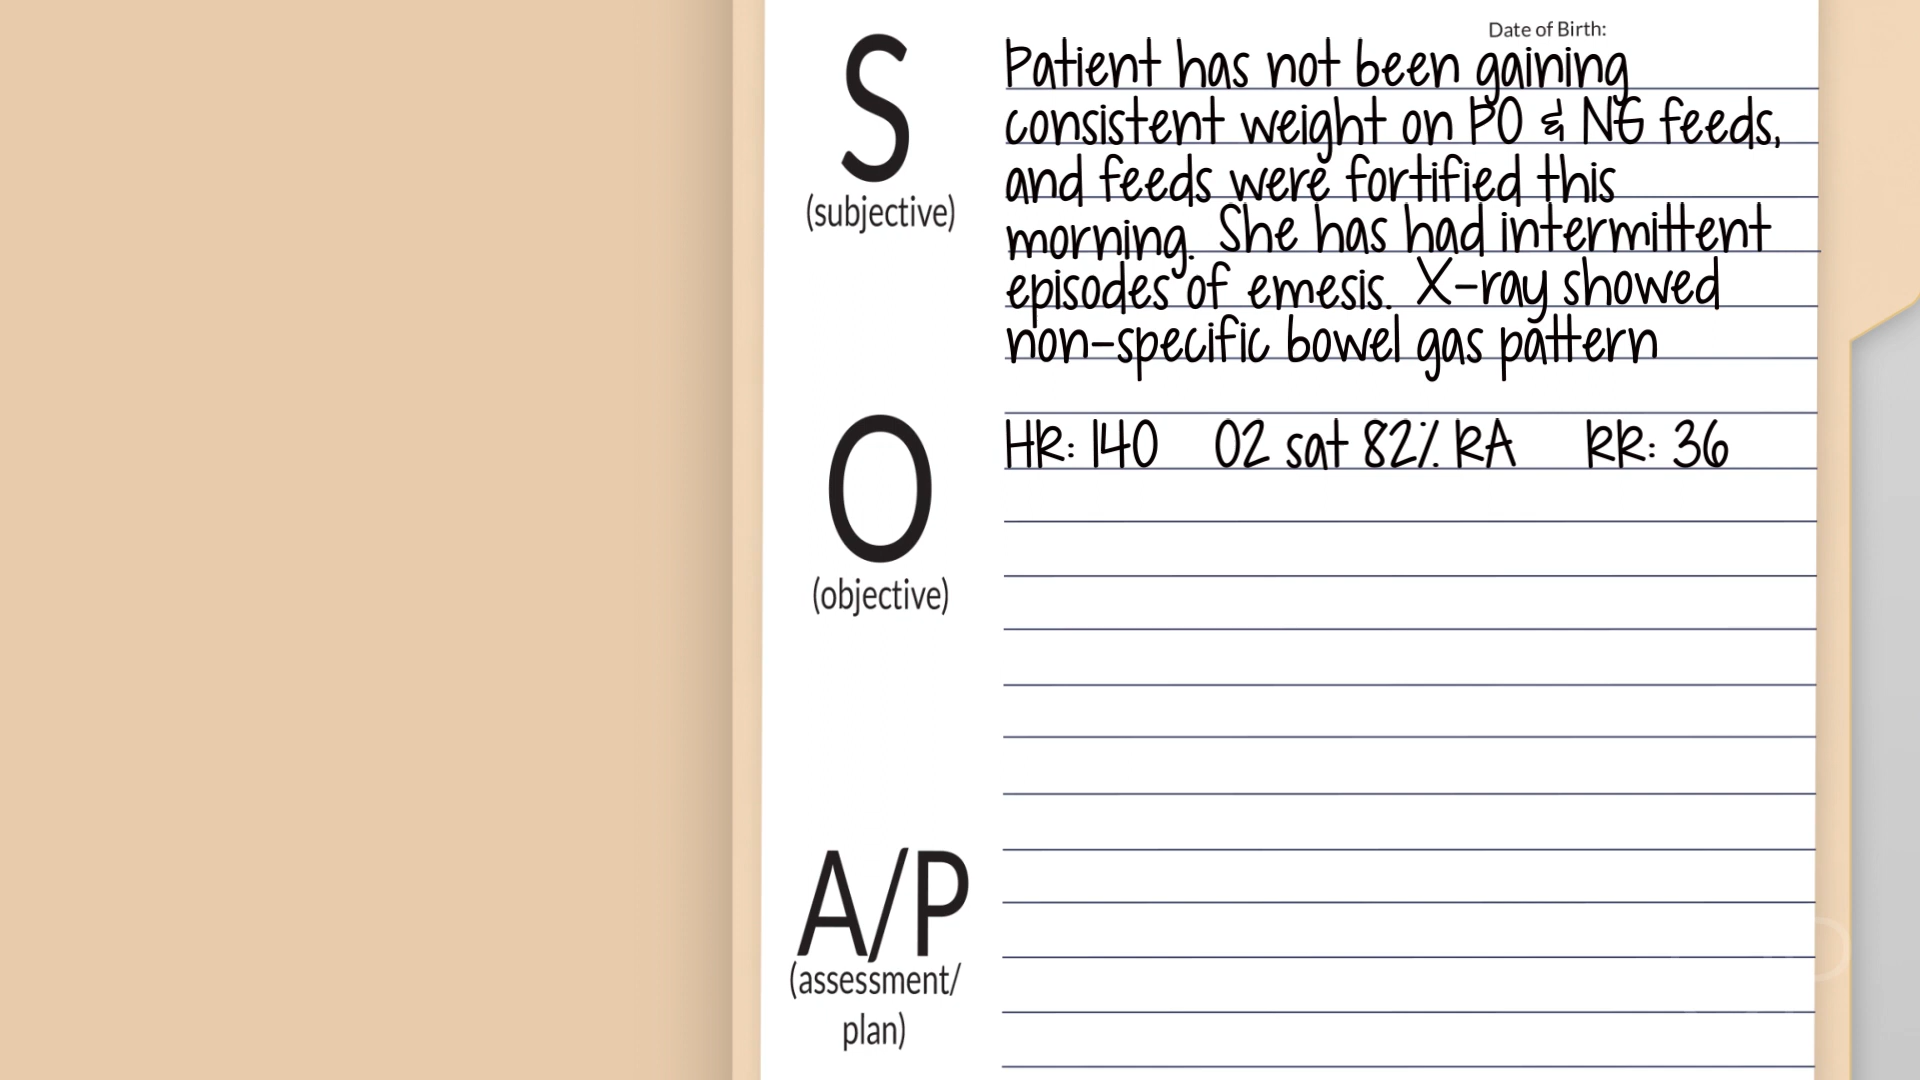 Date of Birth:
S
(subjective)
Patient has not been gaining
consistent weight on PO & NG feeds,
and feeds were fortified this
morning. She has had intermittent
episodes of emesis. X-ray showed
non-specific bowel gas pattern
O
(objective)
HR: 140 O2 sat 82% RA RR: 36
A/P
(assessment/
plan)